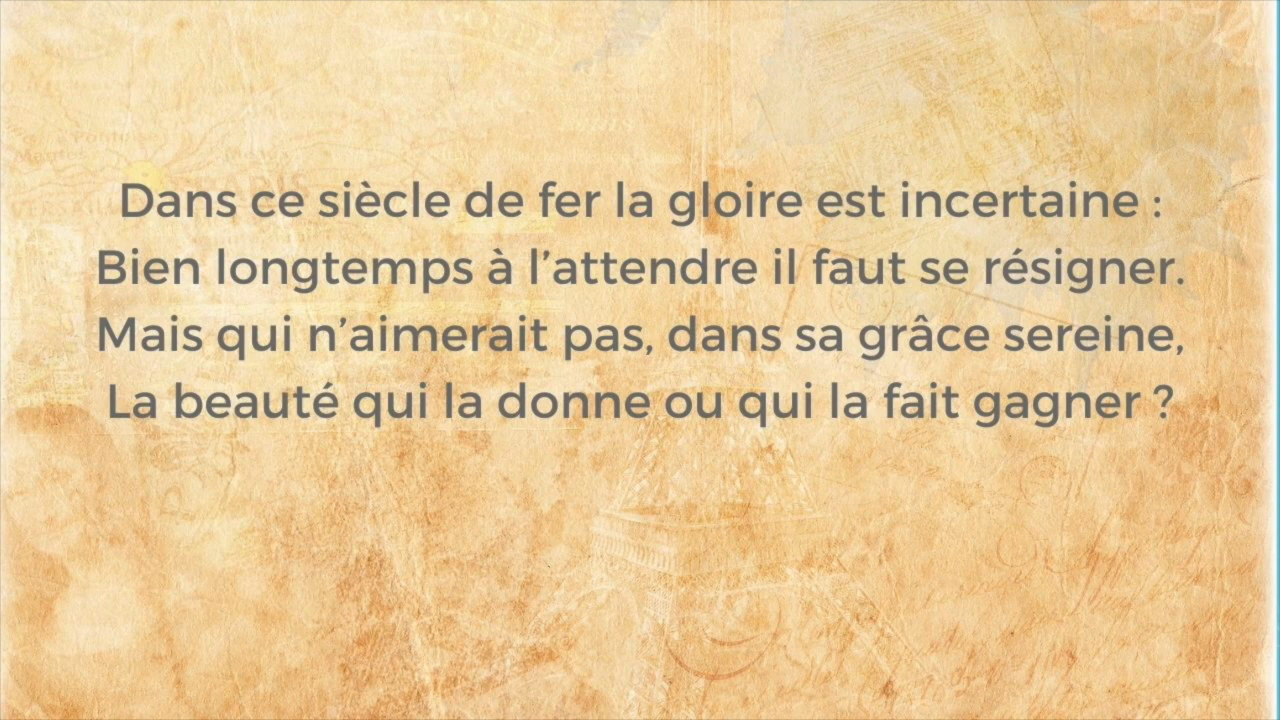 Dans ce siècle de fer la gloire est incertaine :
Bien longtemps à l’attendre il faut se résigner.
Mais qui n’aimerait pas, dans sa grâce sereine,
La beauté qui la donne ou qui la fait gagner ?